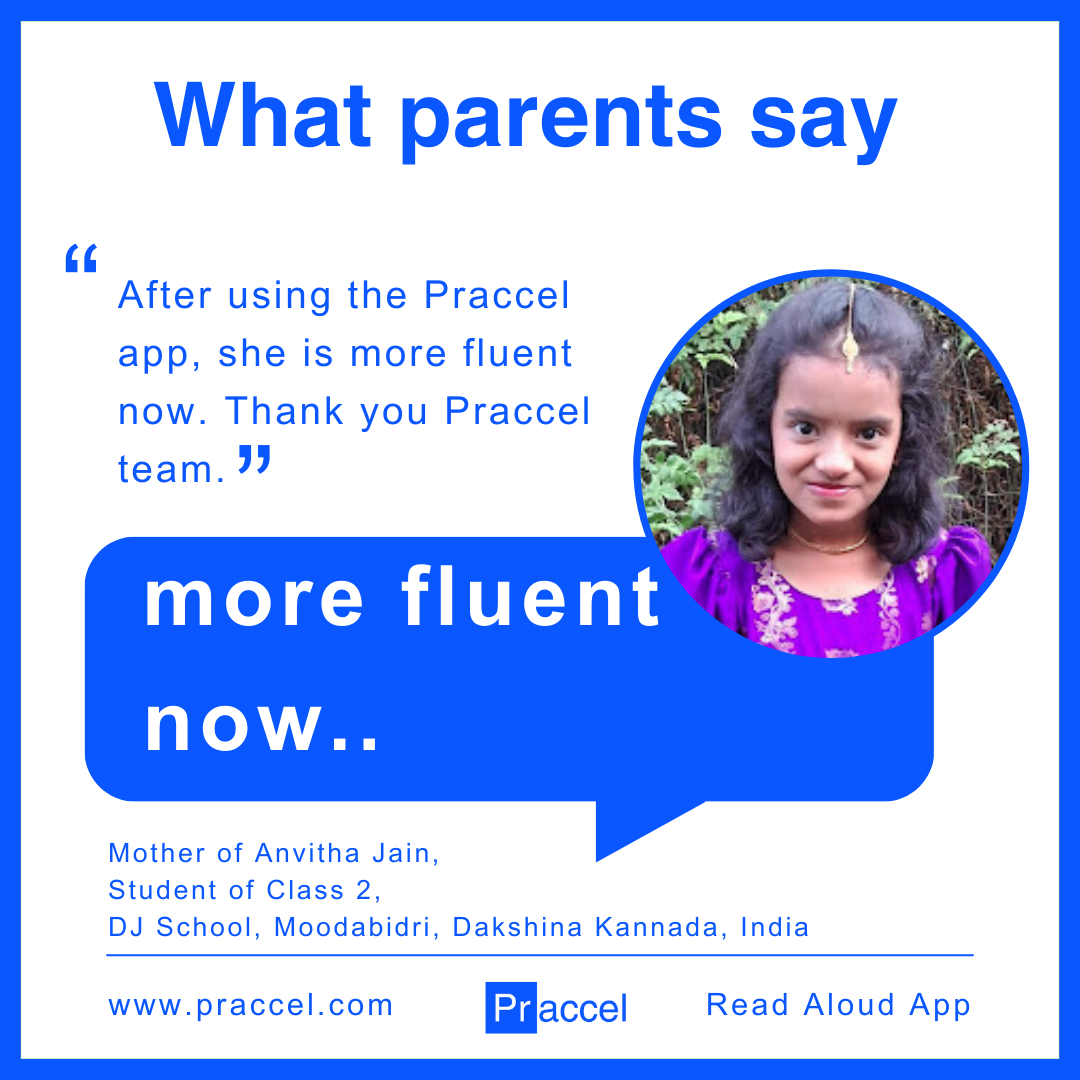 What parents say
“
After using the Praccel
app, she is more fluent
now. Thank you Praccel
team. ”
more fluent
now..
Mother of Anvitha Jain,
Student of Class 2,
DJ School, Moodabidri, Dakshina Kannada, India
www.praccel.com Praccel Read Aloud App